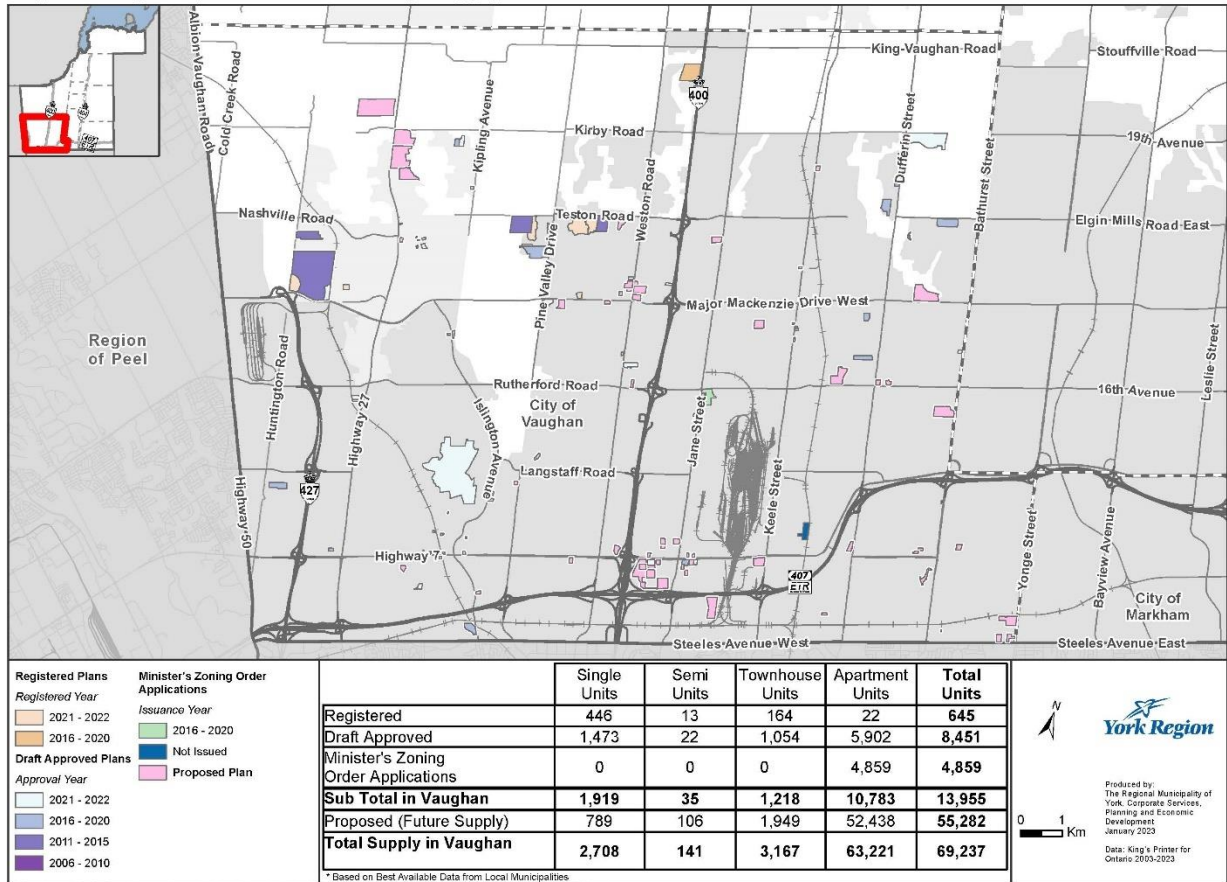 King-Vaughan Road
Stouffville Road
Albion Vaughan Road
Cold Creek Road
Kipling Avenue
400
Kirby Road
Dufferin Street
19th Avenue
Bathurst Street
Nashville Road
Teston Road
Weston Road
Elgin Mills Road East
Pine Valley Drive
Major Mackenzie Drive West
Region
of Peel
Huntington Road
Highway 27
Rutherford Road
City of
Vaughan
16th Avenue
Leslie Street
Islington Avenue
Jane Street
Langstaff Road
427
Highway 50
Keele Street
Highway 7
407
ETR
Yonge Street
Bayview Avenue
City of
Markham
Steeles Avenue West
Steeles Avenue East
Registered Plans
Registered Year
2021 - 2022
2016 - 2020
Draft Approved Plans
Approval Year
2021 - 2022
2016 - 2020
2011 - 2015
2006 - 2010
Minister's Zoning Order
Applications
Issuance Year
2016 - 2020
Not Issued
Proposed Plan
Single Units Semi Units Townhouse Units Apartment Units Total Units
Registered 446 13 164 22 645
Draft Approved 1,473 22 1,054 5,902 8,451
Minister's Zoning Order Applications 0 0 0 4,859 4,859
Sub Total in Vaughan 1,919 35 1,218 10,783 13,955
Proposed (Future Supply) 789 106 1,949 52,438 55,282
Total Supply in Vaughan 2,708 141 3,167 63,221 69,237
* Based on Best Available Data from Local Municipalities
N
York Region
0 1
Km
Produced by:
The Regional Municipality of
York, Corporate Services,
Planning and Economic
Development
January 2023
Data: King's Printer for
Ontario 2003-2023